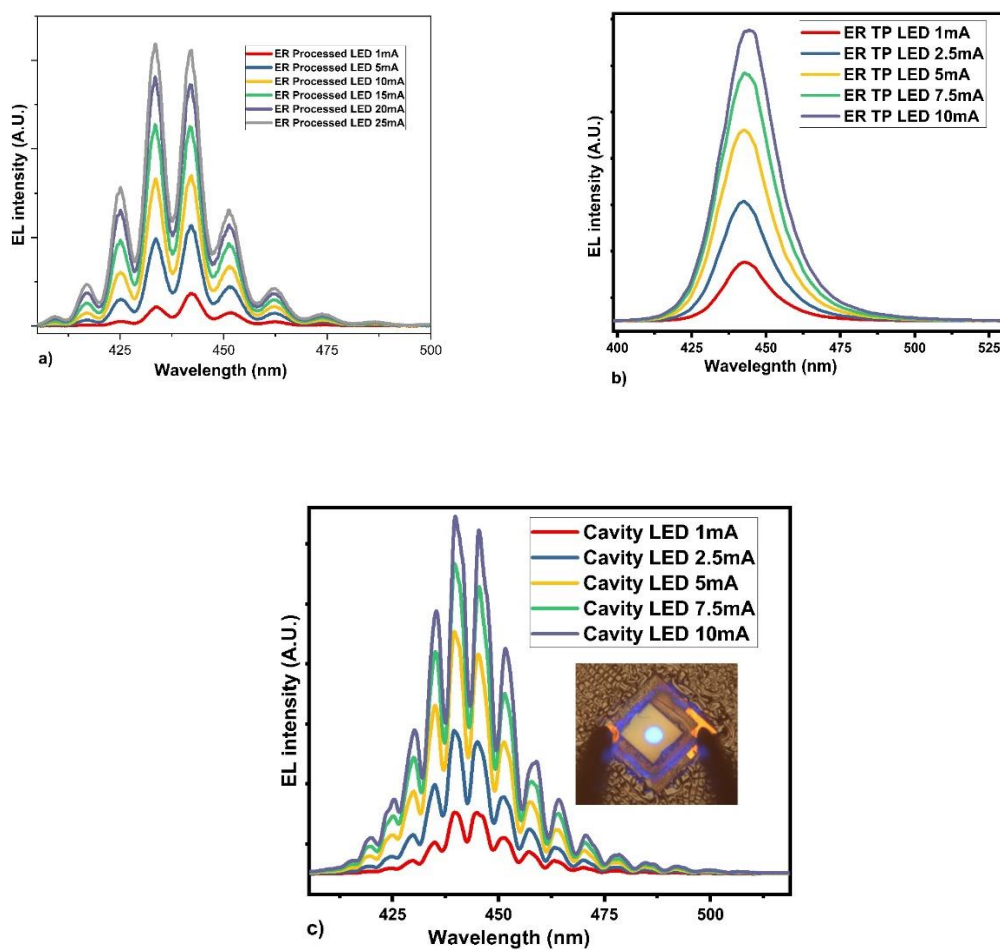 EL intensity (A.U.)
ER Processed LED 1mA
ER Processed LED 5mA
ER Processed LED 10mA
ER Processed LED 15mA
ER Processed LED 20mA
ER Processed LED 25mA
425
450
475
500
a)
Wavelength (nm)
EL intensity (A.U.)
ER TP LED 1mA
ER TP LED 2.5mA
ER TP LED 5mA
ER TP LED 7.5mA
ER TP LED 10mA
400
425
450
475
500
525
b)
Wavelegnth (nm)
EL intensity (A.U.)
Cavity LED 1mA
Cavity LED 2.5mA
Cavity LED 5mA
Cavity LED 7.5mA
Cavity LED 10mA
425
450
475
500
c)
Wavelength (nm)